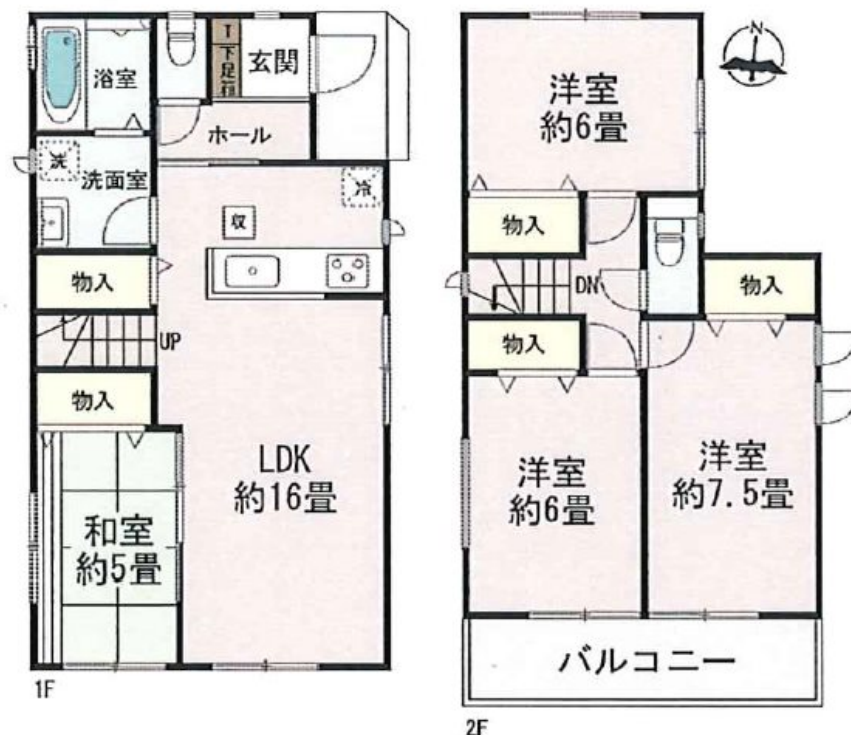 浴室
T
下足箱
玄関
ホール
洗
洗面室
冷
収
物入
UP
物入
LDK
約16畳
和室
約5畳
1F
N
洋室
約6畳
物入
DN
物入
物入
洋室
約6畳
洋室
約7.5畳
バルコニー
2F